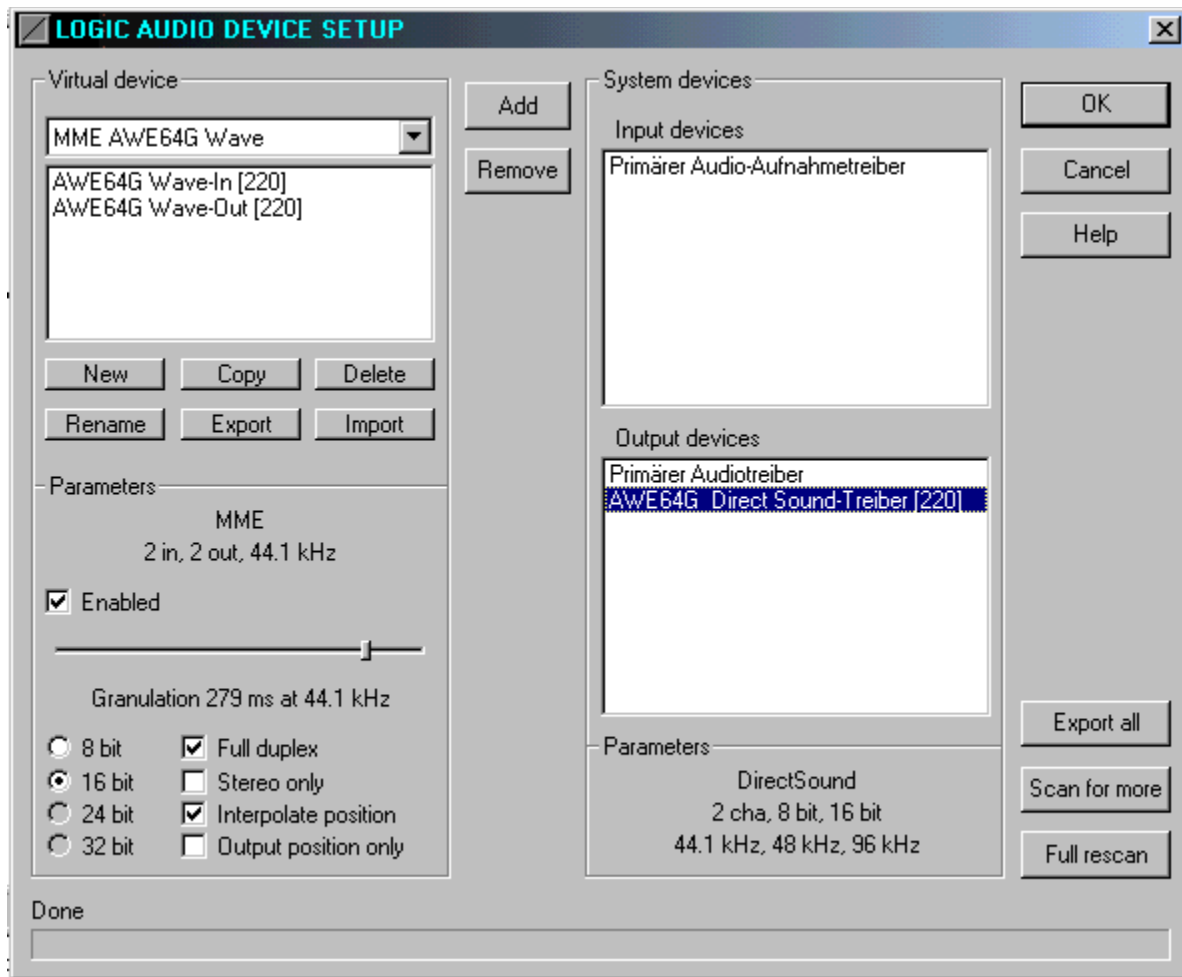 LOGIC AUDIO DEVICE SETUP
Virtual device
MME AWE64G Wave
AWE64G Wave-In [220]
AWE64G Wave-Out [220]
New
Copy
Delete
Rename
Export
Import
Parameters
MME
2 in, 2 out, 44.1 kHz
Enabled
Granulation 279 ms at 44.1 kHz
8 bit
Full duplex
16 bit
Stereo only
24 bit
Interpolate position
32 bit
Output position only
Add
Remove
System devices
Input devices
Primärer Audio-Aufnahmetreiber
Output devices
Primärer Audiotreiber
AWE64G  Direct Sound-Treiber [220]
Parameters
DirectSound
2 cha, 8 bit, 16 bit
44.1 kHz, 48 kHz, 96 kHz
OK
Cancel
Help
Export all
Scan for more
Full rescan
Done